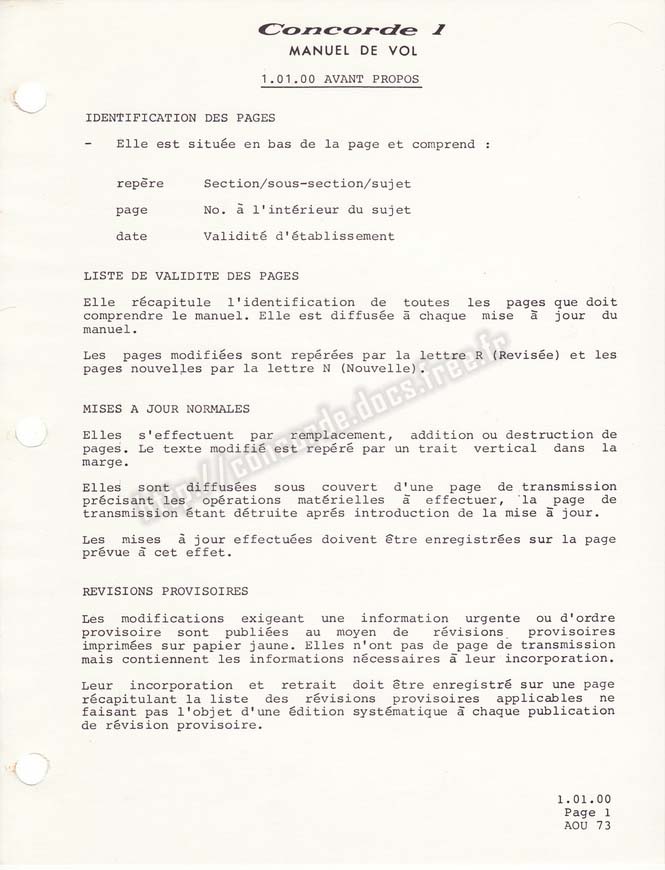 Concorde 1
MANUEL DE VOL
1.01.00 AVANT PROPOS
IDENTIFICATION DES PAGES
- Elle est située en bas de la page et comprend :
repère Section/sous-section/sujet
page No. à l'intérieur du sujet
date Validité d'établissement
LISTE DE VALIDITE DES PAGES
Elle récapitule l'identification de toutes les pages que doit
comprendre le manuel. Elle est diffusée à chaque mise à jour du
manuel.
Les pages modifiées sont repérées par la lettre R (Revisée) et les
pages nouvelles par la lettre N (Nouvelle).
MISES A JOUR NORMALES
Elles s'effectuent par remplacement, addition ou destruction de
pages. Le texte modifié est repéré par un trait vertical dans la
marge.
Elles sont diffusées sous couvert d'une page de transmission
précisant les opérations matérielles à effectuer, la page de
transmission étant détruite aprés introduction de la mise à jour.
Les mises à jour effectuées doivent être enregistrées sur la page
prévue à cet effet.
REVISIONS PROVISOIRES
Les modifications exigeant une information urgente ou d'ordre
provisoire sont publiées au moyen de révisions provisoires
imprimées sur papier jaune. Elles n'ont pas de page de transmission
mais contiennent les informations nécessaires à leur incorporation.
Leur incorporation et retrait doit être enregistré sur une page
récapitulant la liste des révisions provisoires applicables ne
faisant pas l'objet d'une édition systématique à chaque publication
de révision provisoire.
1.01.00
Page 1
AOU 73
http://concorde.docs.free.fr